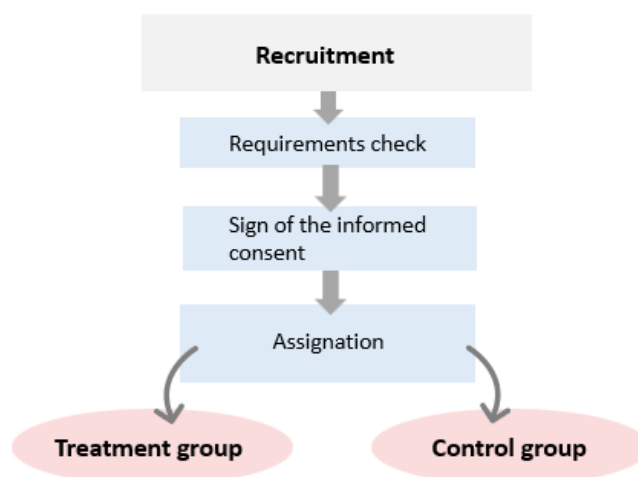 Recruitment
Requirements check
Sign of the informed
consent
Assignation
Treatment group
Control group